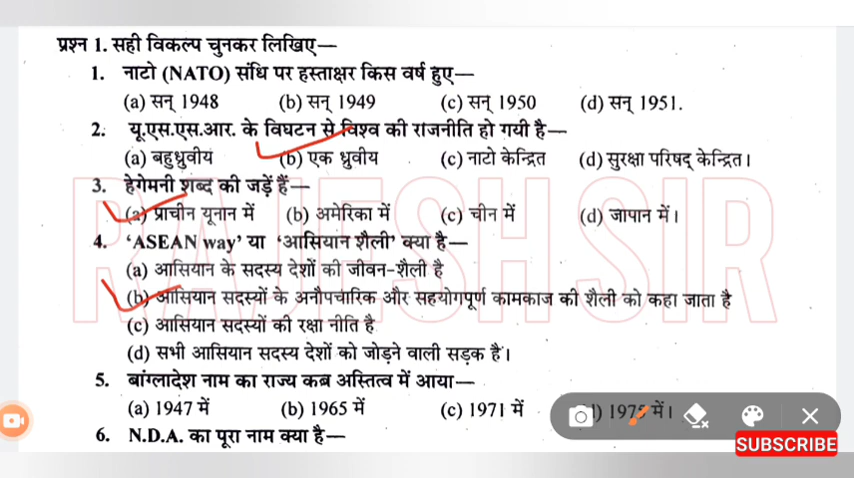 प्रश्न 1. सही विकल्प चुनकर लिखिए—
1. नाटो (NATO) संधि पर हस्ताक्षर किस वर्ष हुए—
(a) सन् 1948 (b) सन् 1949 (c) सन् 1950 (d) सन् 1951.
2. यू.एस.एस.आर. के विघटन से विश्व की राजनीति हो गयी है—
(a) बहुध्रुवीय (b) एक ध्रुवीय (c) नाटो केन्द्रित (d) सुरक्षा परिषद् केन्द्रित।
3. हेगेमनी शब्द की जड़ें हैं—
(a) प्राचीन यूनान में (b) अमेरिका में (c) चीन में (d) जापान में।
4. ‘ASEAN way’ या ‘आसियान शैली’ क्या है—
(a) आसियान के सदस्य देशों की जीवन-शैली है
(b) आसियान सदस्यों के अनौपचारिक और सहयोगपूर्ण कामकाज की शैली को कहा जाता है
(c) आसियान सदस्यों की रक्षा नीति है
(d) सभी आसियान सदस्य देशों को जोड़ने वाली सड़क है।
5. बांग्लादेश नाम का राज्य कब अस्तित्व में आया—
(a) 1947 में (b) 1965 में (c) 1971 में (d) 1975 में।
6. N.D.A. का पूरा नाम क्या है—
RAJESH SIR
SUBSCRIBE